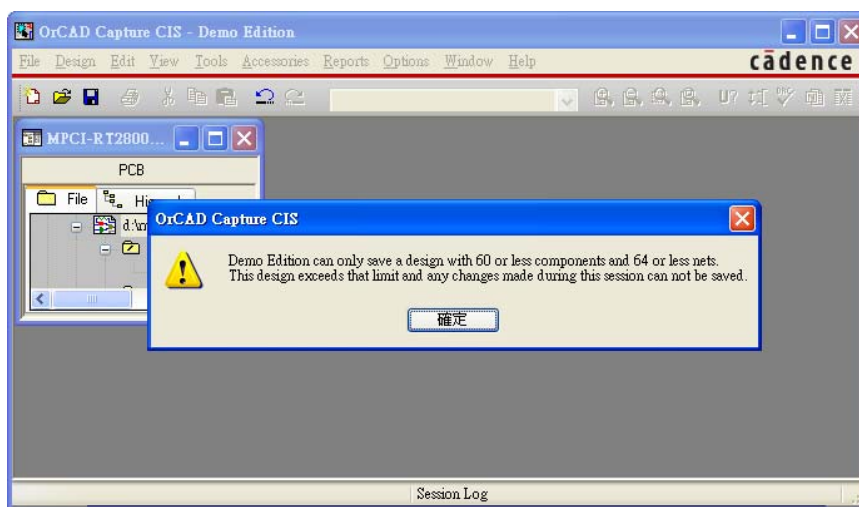 OrCAD Capture CIS - Demo Edition
File Design Edit View Tools Accessories Reports Options Window Help
cādence
U?
MPCI-RT2800...
PCB
File
OrCAD Capture CIS
Demo Edition can only save a design with 60 or less components and 64 or less nets.
This design exceeds that limit and any changes made during this session can not be saved.
確定
Session Log